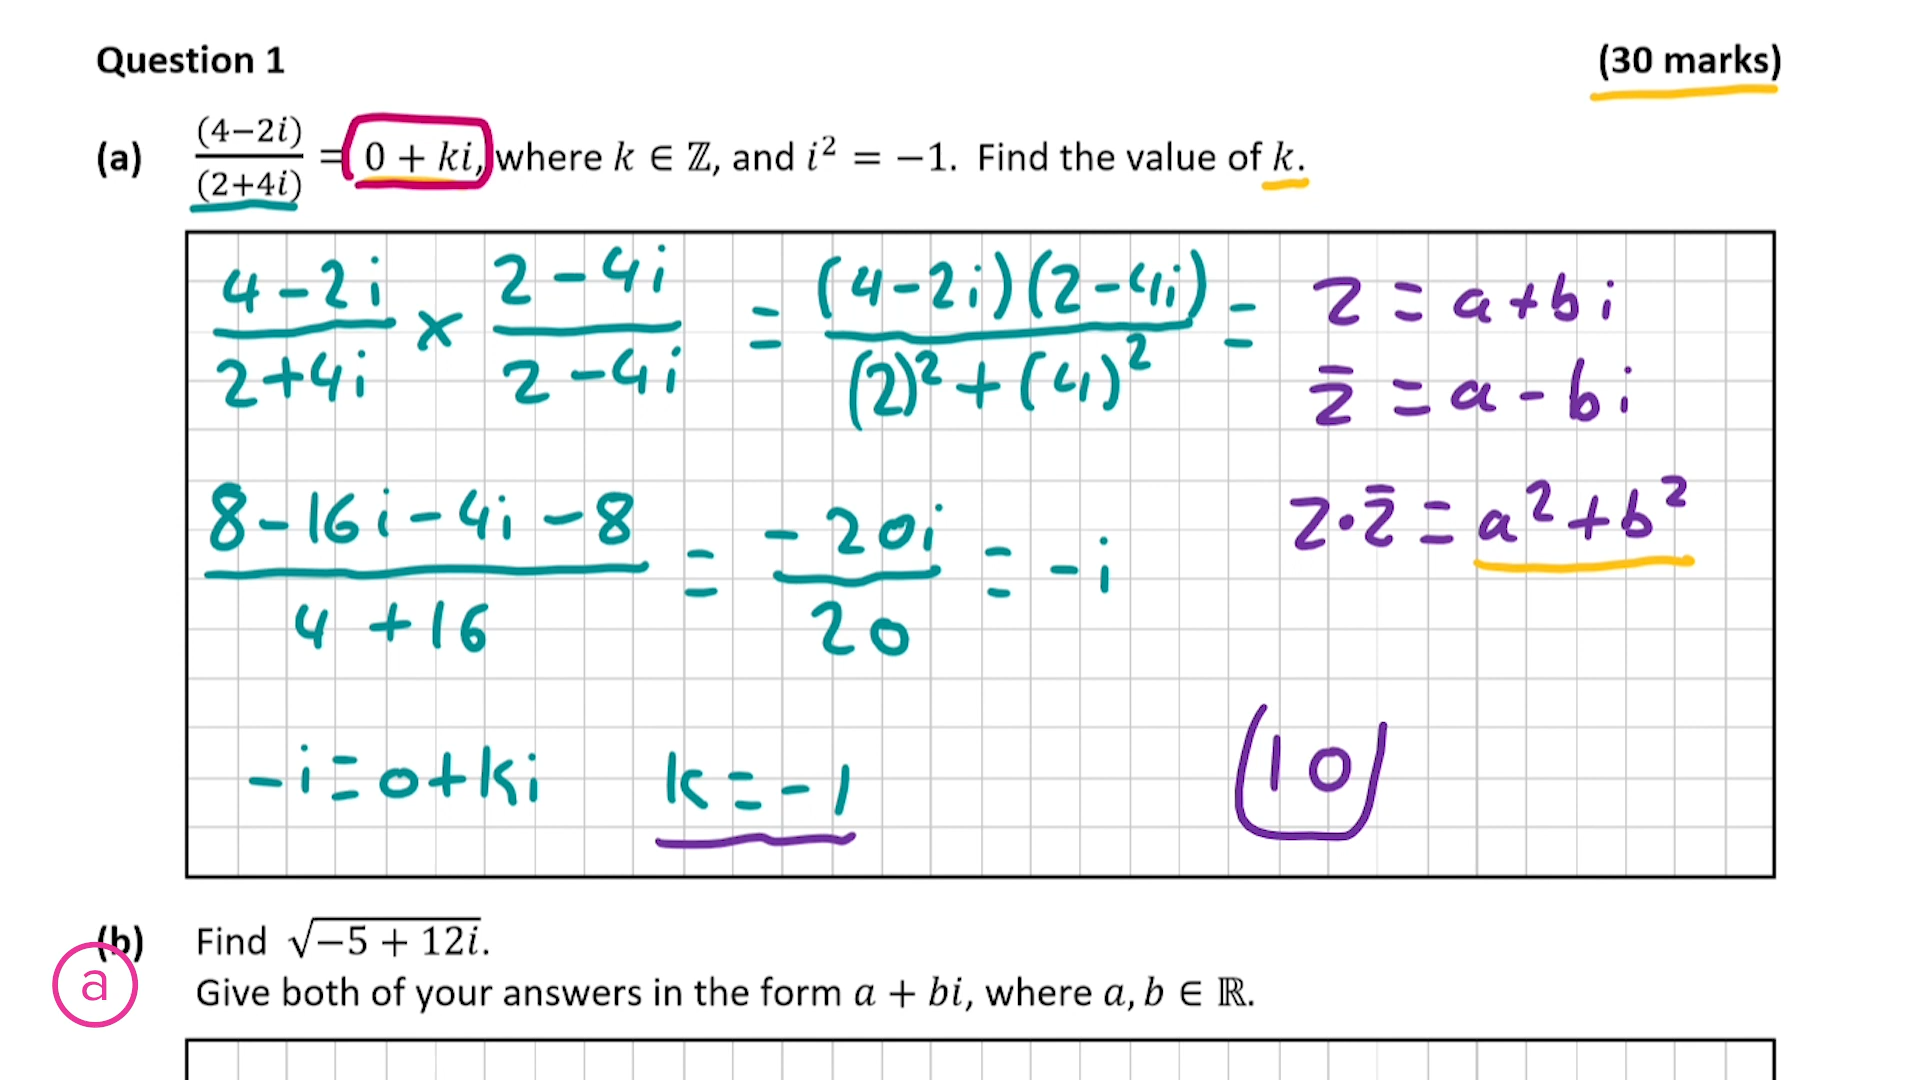 Question 1 (30 marks)
(a) (4−2i)/(2+4i) = 0 + ki, where k ∈ ℤ, and i² = −1. Find the value of k.
(4-2i)/(2+4i) × (2-4i)/(2-4i) = (4-2i)(2-4i)/((2)²+(4)²) =
z = a+bi
z̄ = a-bi
z·z̄ = a²+b²
(8-16i-4i-8)/(4+16) = -20i/20 = -i
-i = 0+ki k=-1
10
(b) Find √(−5 + 12i).
a
Give both of your answers in the form a + bi, where a, b ∈ ℝ.